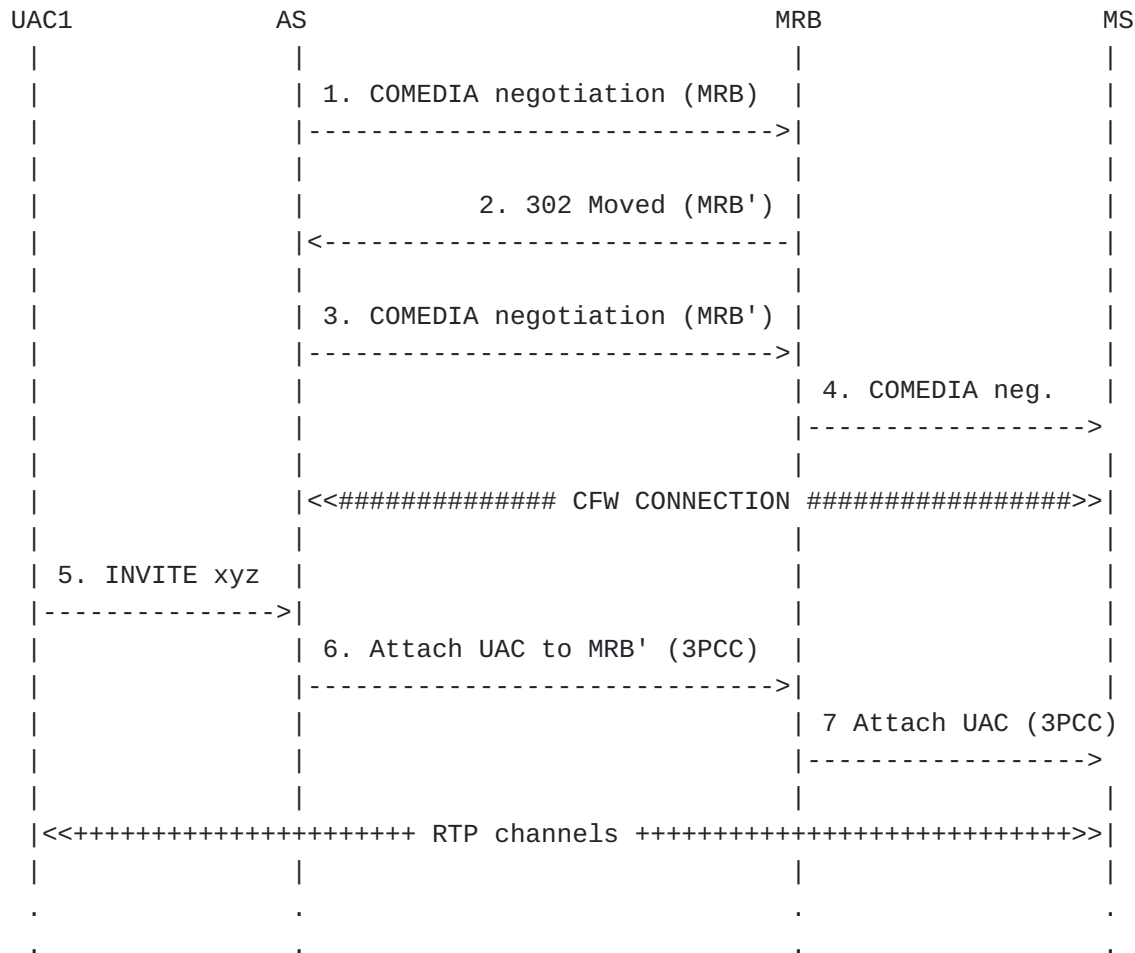 UAC1 AS MRB MS
1. COMEDIA negotiation (MRB)
2. 302 Moved (MRB')
3. COMEDIA negotiation (MRB')
4. COMEDIA neg.
<<############## CFW CONNECTION #################>>
5. INVITE xyz
6. Attach UAC to MRB' (3PCC)
7 Attach UAC (3PCC)
<<++++++++++++++++++++++ RTP channels ++++++++++++++++++++++++++++>>